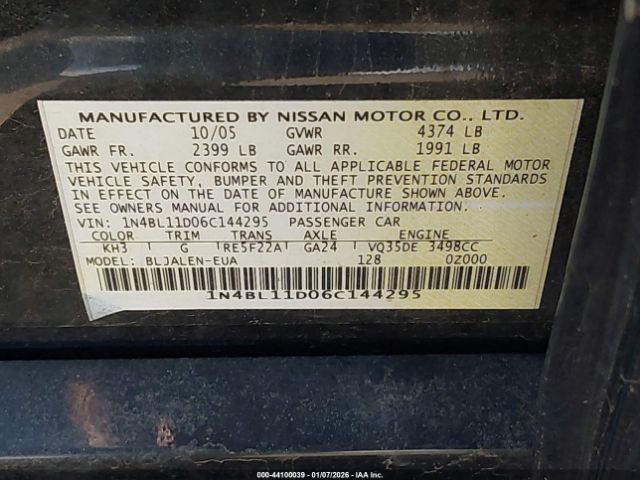 MANUFACTURED BY NISSAN MOTOR CO., LTD.
DATE 10/05 GVWR 4374 LB
GAWR FR. 2399 LB GAWR RR. 1991 LB
THIS VEHICLE CONFORMS TO ALL APPLICABLE FEDERAL MOTOR
VEHICLE SAFETY, BUMPER AND THEFT PREVENTION STANDARDS
IN EFFECT ON THE DATE OF MANUFACTURE SHOWN ABOVE.
SEE OWNERS MANUAL FOR ADDITIONAL INFORMATION.
VIN: 1N4BL11D06C144295 PASSENGER CAR
COLOR TRIM TRANS AXLE ENGINE
KH3 G RE5F22A GA24 VQ35DE 3498CC
MODEL: BLJALEN-EUA 128 0Z000
1N4BL11D06C144295
000-44100039 - 01/07/2026 - IAA Inc.